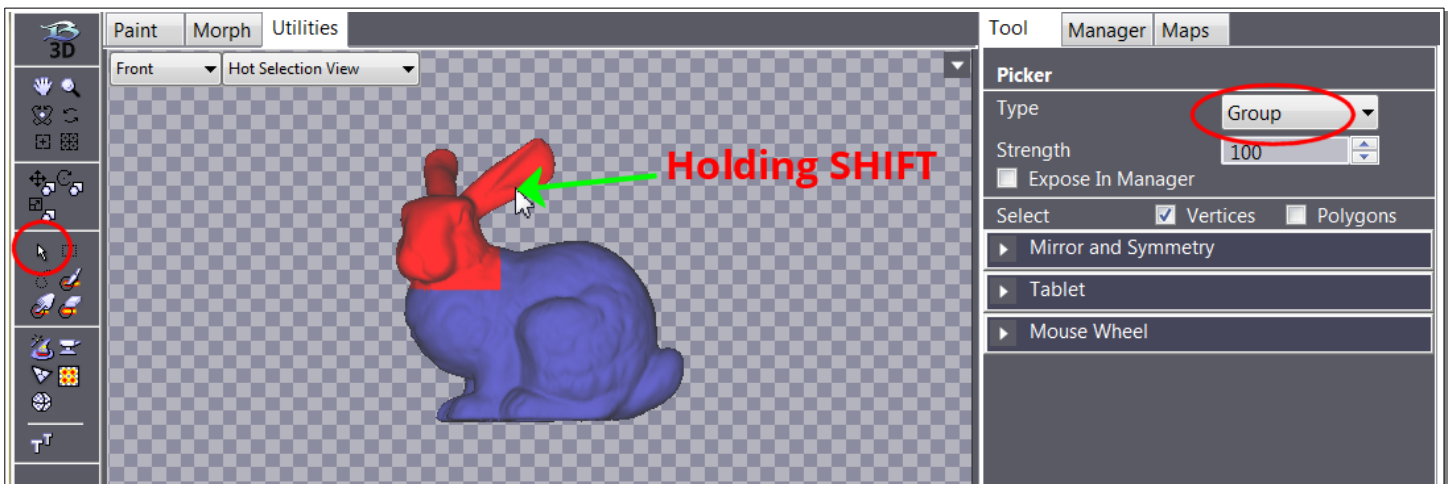 B
3D
Paint Morph Utilities
Front Hot Selection View
Holding SHIFT
T T
Tool Manager Maps
Picker
Type Group
Strength 100
Expose In Manager
Select Vertices Polygons
Mirror and Symmetry
Tablet
Mouse Wheel